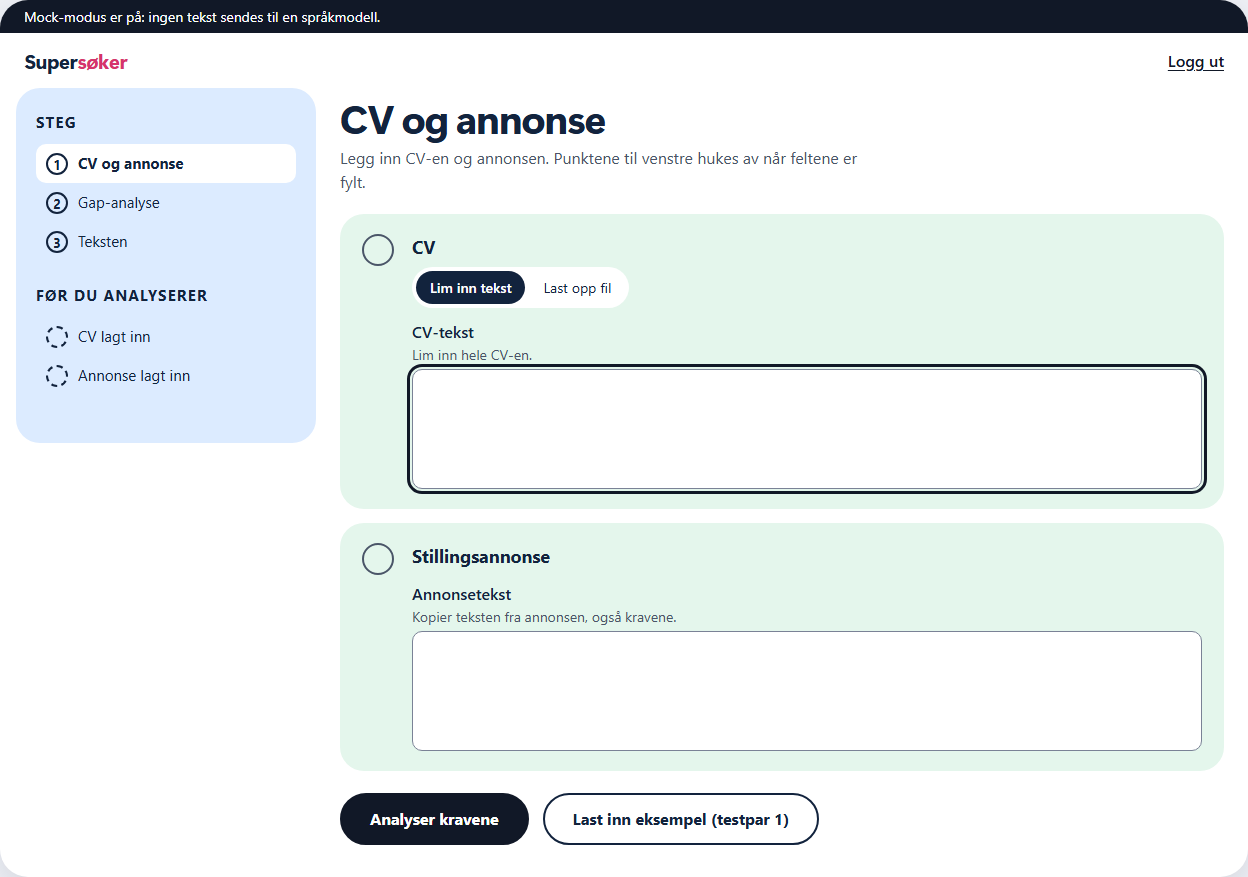 Mock-modus er på: ingen tekst sendes til en språkmodell.
Supersøker
Logg ut
STEG
1 CV og annonse
2 Gap-analyse
3 Teksten
FØR DU ANALYSERER
CV lagt inn
Annonse lagt inn
CV og annonse
Legg inn CV-en og annonsen. Punktene til venstre hukes av når feltene er
fylt.
CV
Lim inn tekst Last opp fil
CV-tekst
Lim inn hele CV-en.
Stillingsannonse
Annonsetekst
Kopier teksten fra annonsen, også kravene.
Analyser kravene Last inn eksempel (testpar 1)